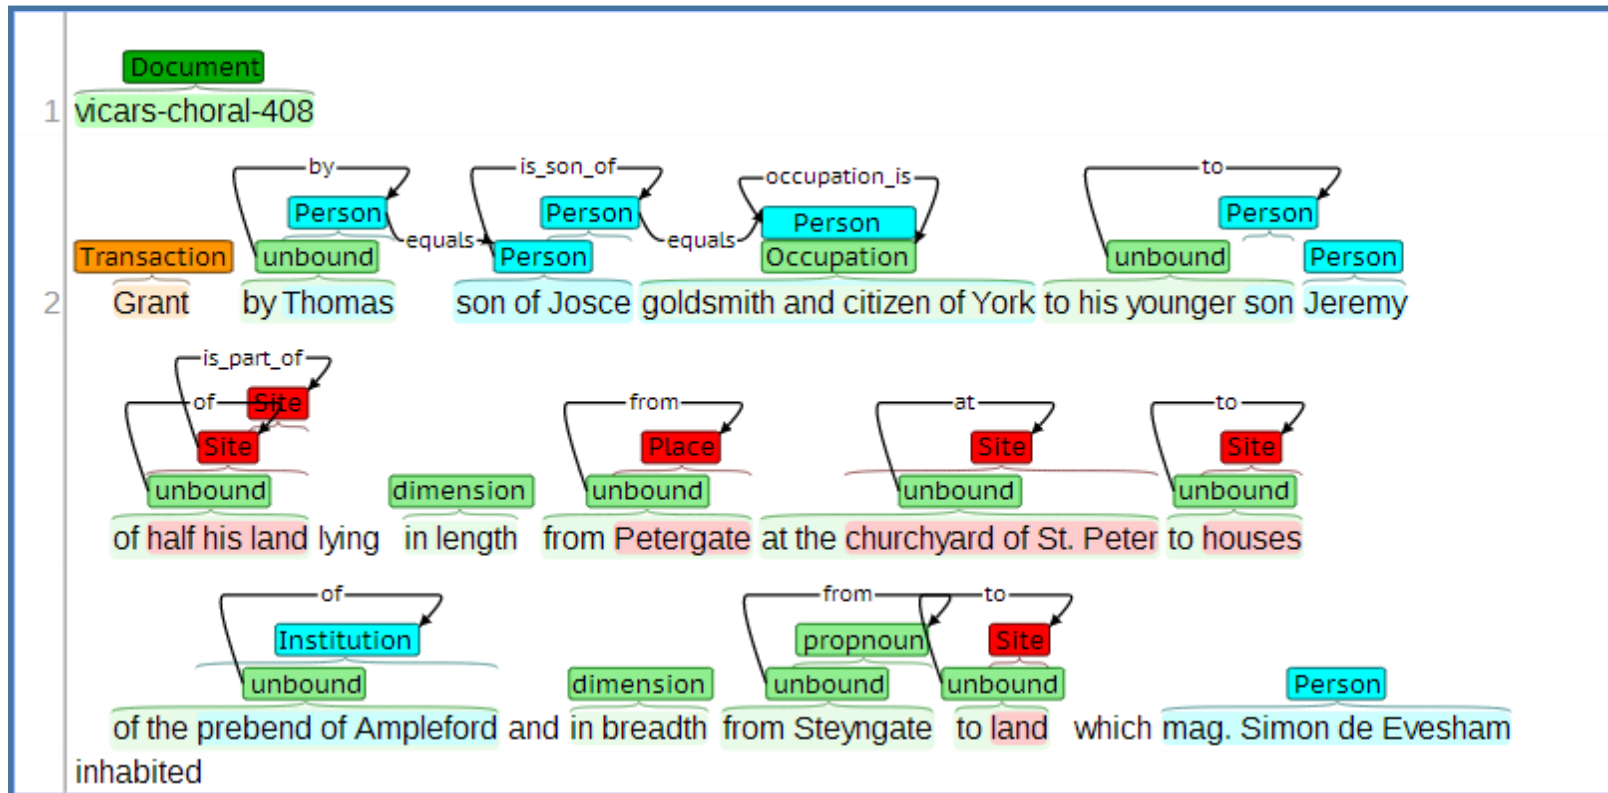 Document
1 vicars-choral-408
by is_son_of occupation_is to
Person Person Person Person
equals equals
Transaction unbound Person Occupation unbound Person
2 Grant by Thomas son of Josce goldsmith and citizen of York to his younger son Jeremy
is_part_of
of Site from at to
Site Place Site Site
unbound dimension unbound unbound unbound
of half his land lying in length from Petergate at the churchyard of St. Peter to houses
of from to
Institution propnoun Site
unbound dimension unbound unbound Person
of the prebend of Ampleford and in breadth from Steyngate to land which mag. Simon de Evesham
inhabited